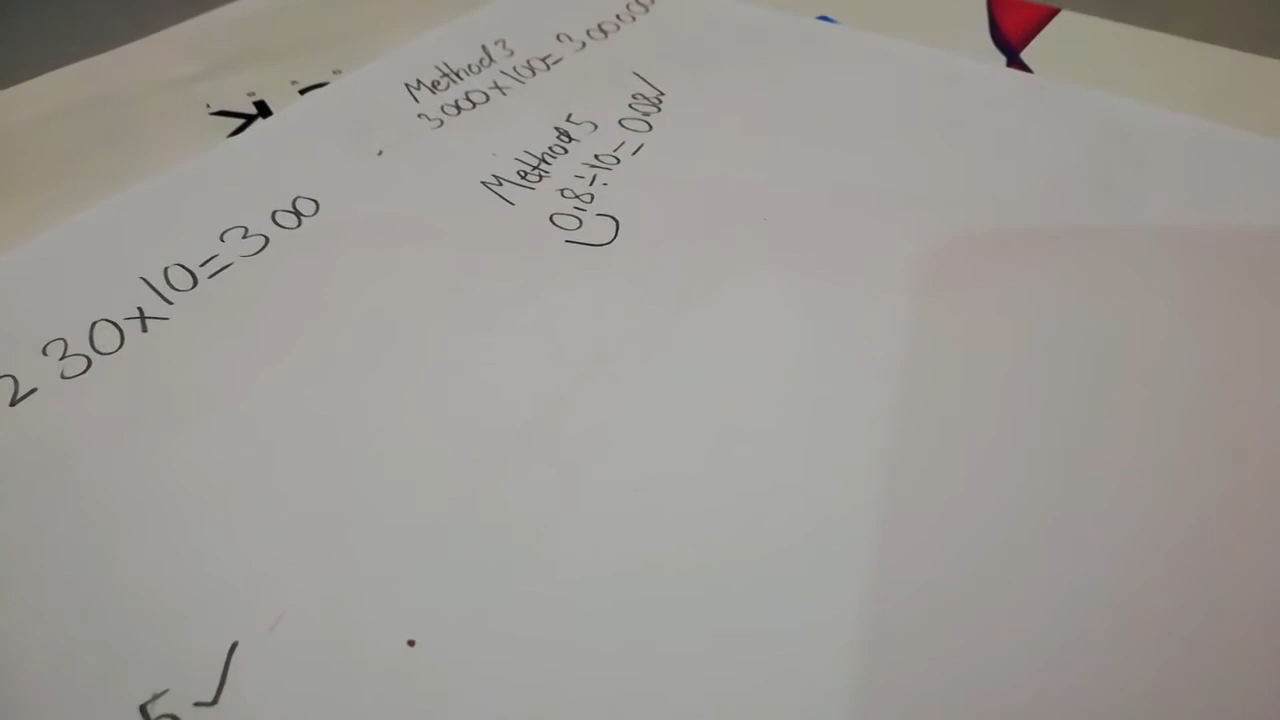 Method 3
3000×100=300000
Method 5
0.8÷10=0.08
2 30×10=300
5